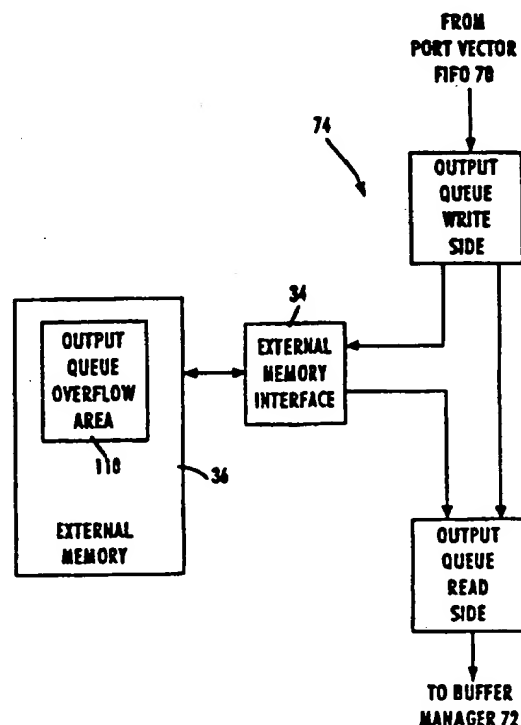 FROM
PORT VECTOR
FIFO 70
74
OUTPUT
QUEUE
WRITE
SIDE
34
EXTERNAL
MEMORY
INTERFACE
OUTPUT
QUEUE
OVERFLOW
AREA
110
36
EXTERNAL
MEMORY
OUTPUT
QUEUE
READ
SIDE
TO BUFFER
MANAGER 72